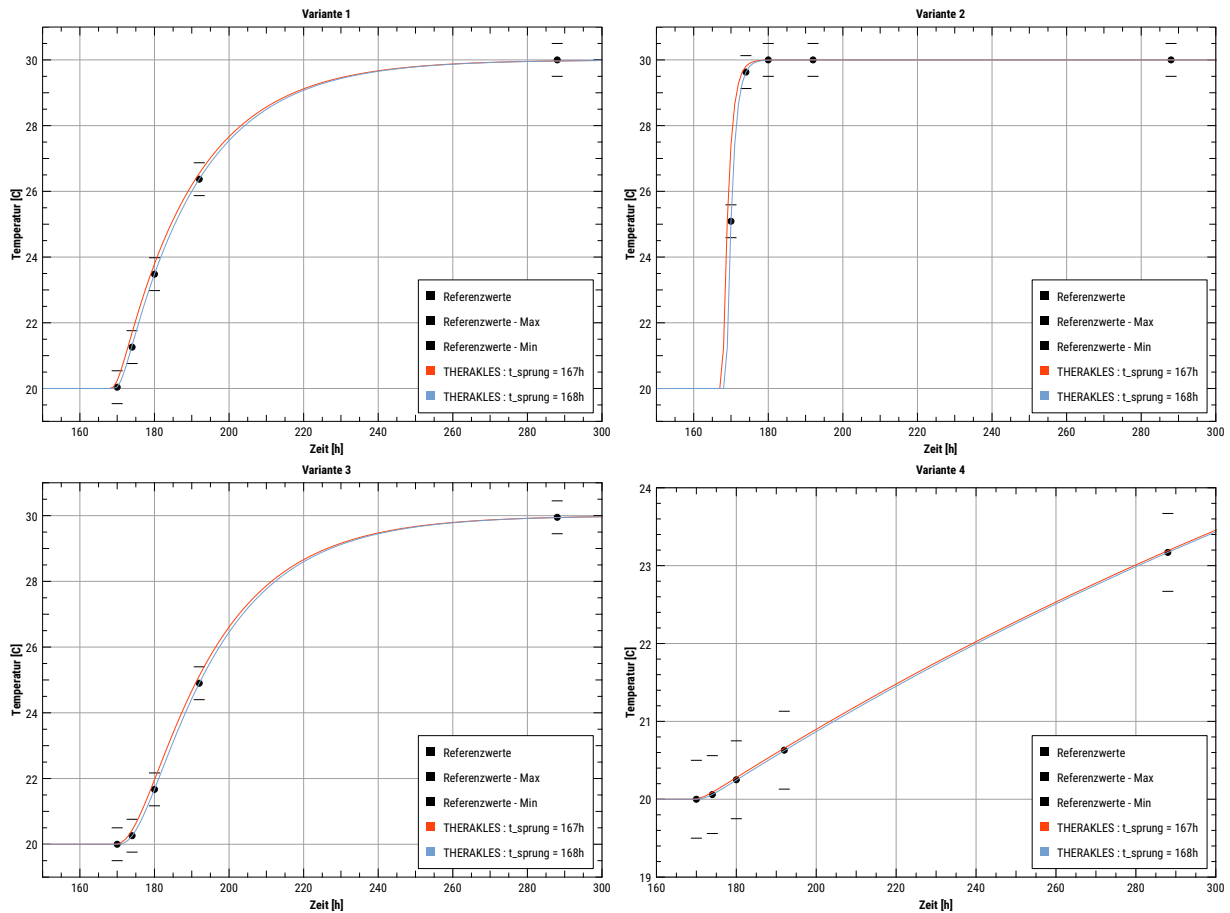 Variante 1
Temperatur [C]
30
28
26
24
22
20
160 180 200 220 240 260 280 300
Zeit [h]
Referenzwerte
Referenzwerte - Max
Referenzwerte - Min
THERAKLES : t_sprung = 167h
THERAKLES : t_sprung = 168h
Variante 2
Temperatur [C]
30
28
26
24
22
20
160 180 200 220 240 260 280 300
Zeit [h]
Referenzwerte
Referenzwerte - Max
Referenzwerte - Min
THERAKLES : t_sprung = 167h
THERAKLES : t_sprung = 168h
Variante 3
Temperatur [C]
30
28
26
24
22
20
160 180 200 220 240 260 280 300
Zeit [h]
Referenzwerte
Referenzwerte - Max
Referenzwerte - Min
THERAKLES : t_sprung = 167h
THERAKLES : t_sprung = 168h
Variante 4
Temperatur [C]
24
23
22
21
20
19
160 180 200 220 240 260 280 300
Zeit [h]
Referenzwerte
Referenzwerte - Max
Referenzwerte - Min
THERAKLES : t_sprung = 167h
THERAKLES : t_sprung = 168h